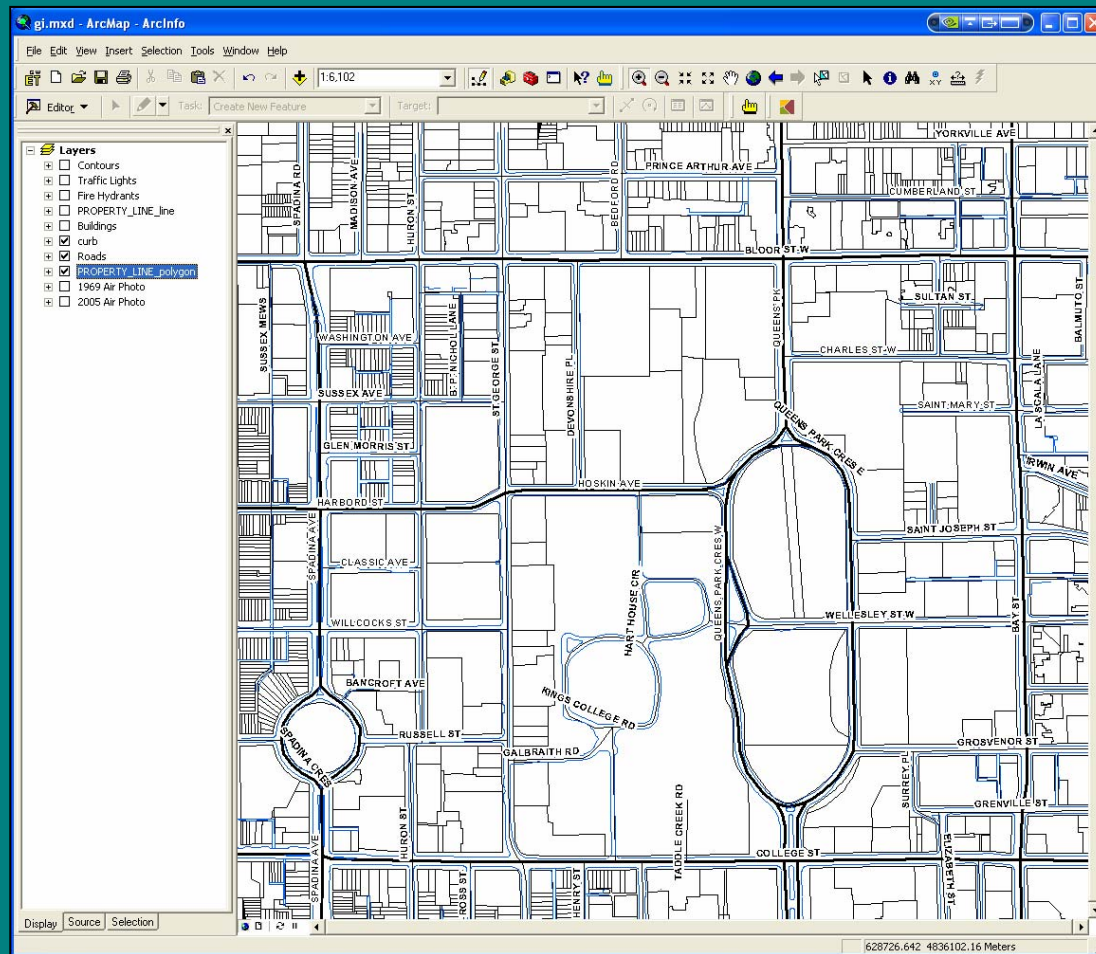 gi.mxd - ArcMap - ArcInfo
File Edit View Insert Selection Tools Window Help
1:6,102
Editor Task: Create New Feature Target:
Layers
Contours
Traffic Lights
Fire Hydrants
PROPERTY_LINE_line
Buildings
curb
Roads
PROPERTY_LINE_polygon
1969 Air Photo
2005 Air Photo
YORKVILLE AVE
PRINCE ARTHUR AVE
SPADINA RD
MADISON AVE
HURON ST
BEDFORD RD
CUMBERLAND ST
BLOOR ST W
SULTAN ST
QUEENS PK
BALMUTO ST
SUSSEX MEWS
WASHINGTON AVE
B. P. NICHOL LANE
ST GEORGE ST
DEVONSHIRE PL
CHARLES ST W
LA SCALA LANE
SUSSEX AVE
SAINT MARY ST
QUEENS PARK CRES E
GLEN MORRIS ST
IRWIN AVE
HOSKIN AVE
HARBORD ST
SAINT JOSEPH ST
SPADINA AVE
CLASSIC AVE
QUEENS PARK CRES W
HART HOUSE CIR
WELLESLEY ST W
BAY ST
WILLCOCKS ST
BANCROFT AVE
KINGS COLLEGE RD
RUSSELL ST
SPADINA CRES
GALBRAITH RD
GROSVENOR ST
SURREY PL
GRENVILLE ST
TADDLE CREEK RD
HURON ST
SPADINA AVE
COLLEGE ST
ELIZABETH ST
ROSS ST
HENRY ST
Display Source Selection
628726.642 4836102.16 Meters